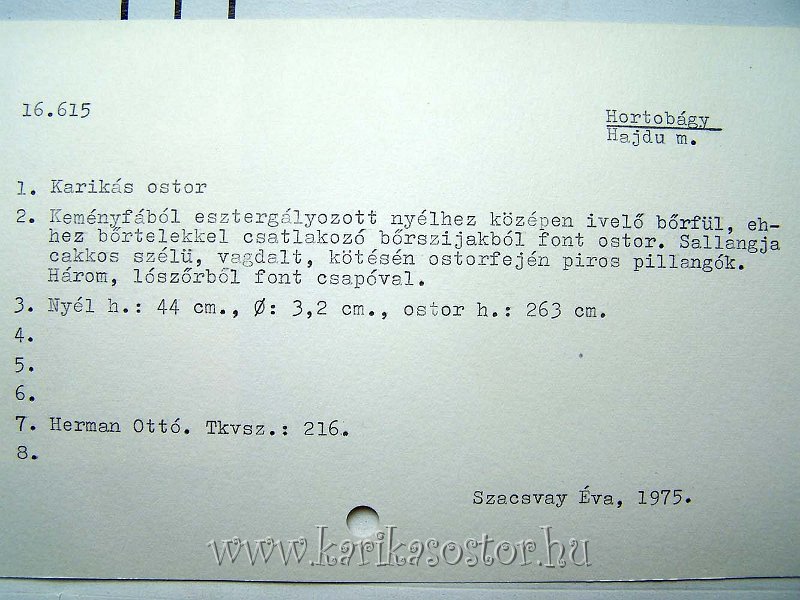 16.615
Hortobágy
Hajdu m.
1. Karikás ostor
2. Keményfából esztergályozott nyélhez középen ivelő bőrfül, eh-
hez bőrtelekkel csatlakozó bőrszijakból font ostor. Sallangja
cakkos szélü, vagdalt, kötésén ostorfején piros pillangók.
Három, lószőrből font csapóval.
3. Nyél h.: 44 cm., Ø: 3,2 cm., ostor h.: 263 cm.
4.
5.
6.
7. Herman Ottó. Tkvsz.: 216.
8.
Szacsvay Éva, 1975.
www.karikasostor.hu